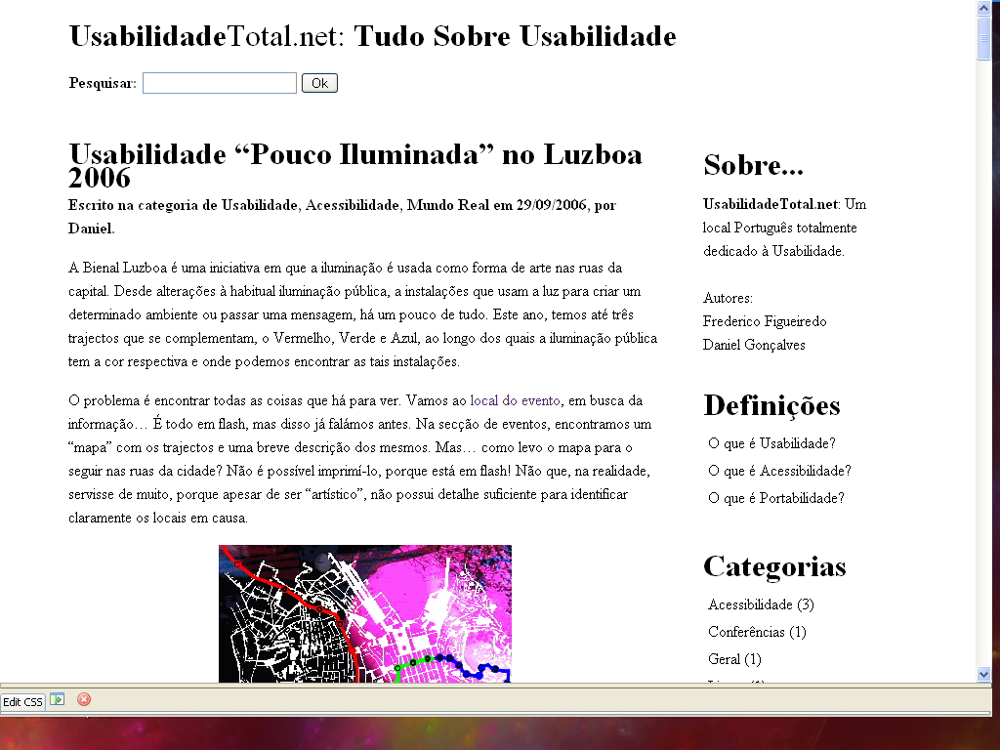 UsabilidadeTotal.net: Tudo Sobre Usabilidade
Pesquisar: Ok
Usabilidade “Pouco Iluminada” no Luzboa
2006
Escrito na categoria de Usabilidade, Acessibilidade, Mundo Real em 29/09/2006, por
Daniel.
A Bienal Luzboa é uma iniciativa em que a iluminação é usada como forma de arte nas ruas da
capital. Desde alterações à habitual iluminação pública, a instalações que usam a luz para criar um
determinado ambiente ou passar uma mensagem, há um pouco de tudo. Este ano, temos até três
trajectos que se complementam, o Vermelho, Verde e Azul, ao longo dos quais a iluminação pública
tem a cor respectiva e onde podemos encontrar as tais instalações.
O problema é encontrar todas as coisas que há para ver. Vamos ao local do evento, em busca da
informação… É todo em flash, mas disso já falámos antes. Na secção de eventos, encontramos um
“mapa” com os trajectos e uma breve descrição dos mesmos. Mas… como levo o mapa para o
seguir nas ruas da cidade? Não é possível imprimí-lo, porque está em flash! Não que, na realidade,
servisse de muito, porque apesar de ser “artístico”, não possui detalhe suficiente para identificar
claramente os locais em causa.
Sobre...
UsabilidadeTotal.net: Um
local Português totalmente
dedicado à Usabilidade.
Autores:
Frederico Figueiredo
Daniel Gonçalves
Definições
O que é Usabilidade?
O que é Acessibilidade?
O que é Portabilidade?
Categorias
Acessibilidade (3)
Conferências (1)
Geral (1)
Edit CSS